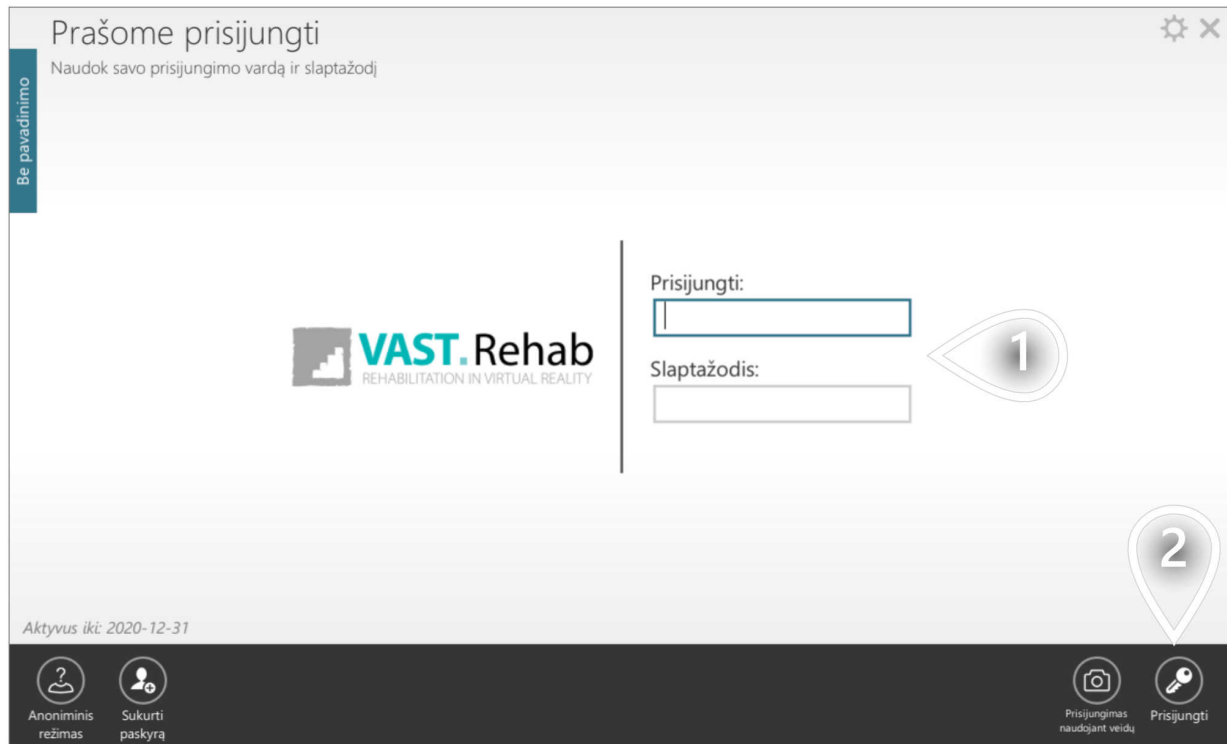 Prašome prisijungti
Naudok savo prisijungimo vardą ir slaptažodį
Be pavadinimo
Prisijungti:
VAST.Rehab
REHABILITATION IN VIRTUAL REALITY
1
Slaptažodis:
2
Aktyvus iki: 2020-12-31
Anoniminis
režimas
Sukurti
paskyrą
Prisijungimas
naudojant veidų
Prisijungti